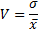 V = σ / x̄